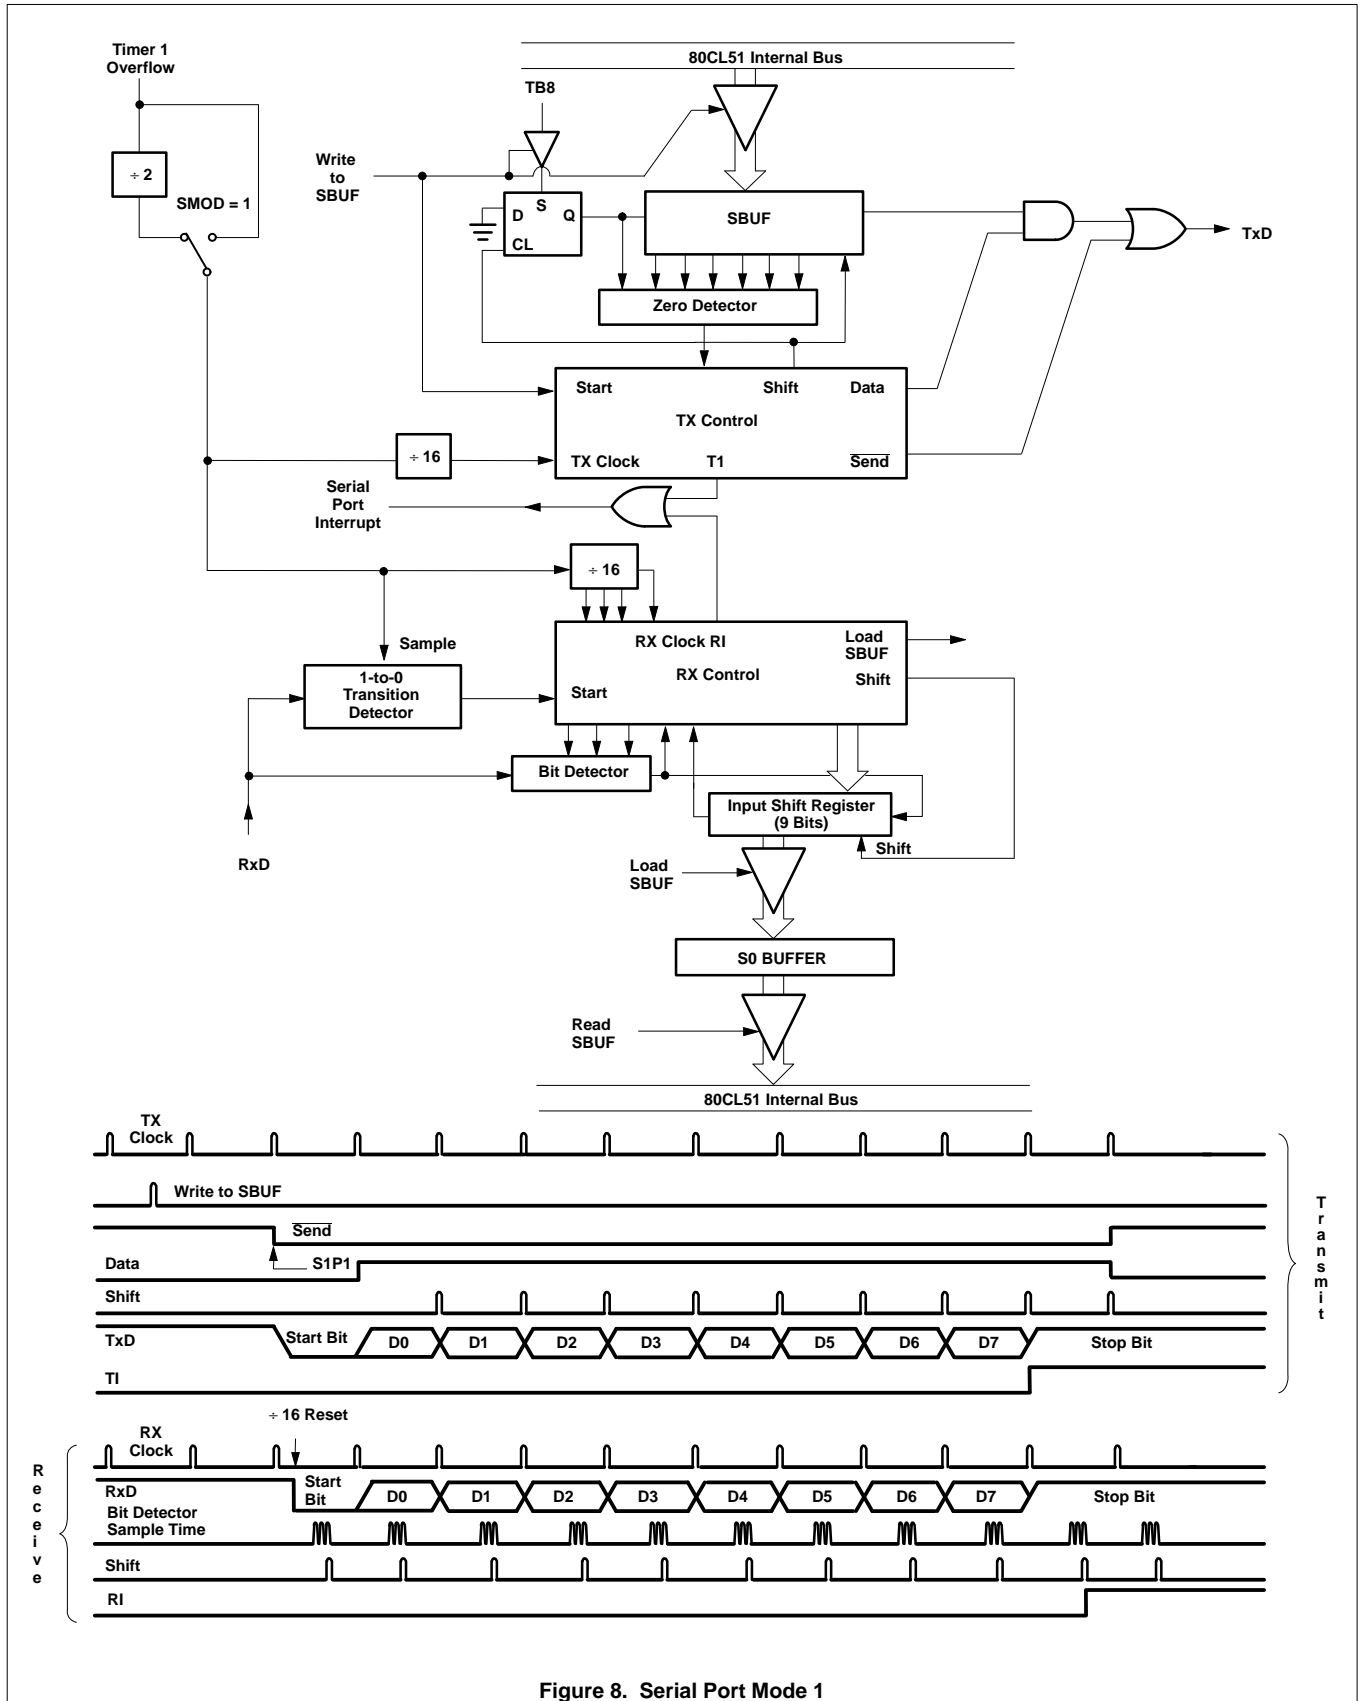 Timer 1
Overflow
80CL51 Internal Bus
TB8
÷ 2
Write
to
SBUF
SMOD = 1
D
S
Q
CL
SBUF
TxD
Zero Detector
Start
Shift
Data
TX Control
÷ 16
TX Clock
T1
Send
Serial
Port
Interrupt
÷ 16
Sample
RX Clock RI
Load
SBUF
RX Control
Shift
1-to-0
Transition
Detector
Start
Bit Detector
Input Shift Register
(9 Bits)
Shift
RxD
Load
SBUF
S0 BUFFER
Read
SBUF
80CL51 Internal Bus
TX
Clock
Write to SBUF
Send
Data
S1P1
Shift
TxD
Start Bit
D0
D1
D2
D3
D4
D5
D6
D7
Stop Bit
TI
Transmit
÷ 16 Reset
RX
Clock
RxD
Start
Bit
D0
D1
D2
D3
D4
D5
D6
D7
Stop Bit
Bit Detector
Sample Time
Shift
RI
Receive
Figure 8. Serial Port Mode 1